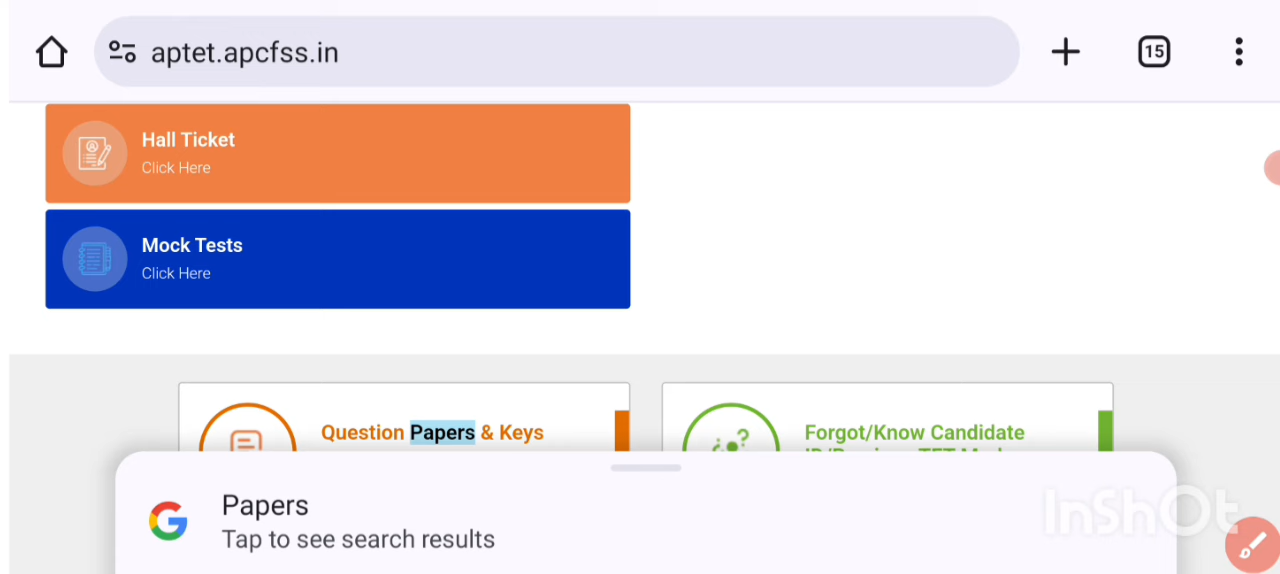 aptet.apcfss.in
15
Hall Ticket
Click Here
Mock Tests
Click Here
Question Papers & Keys
Forgot/Know Candidate
Papers
Tap to see search results
InShOt